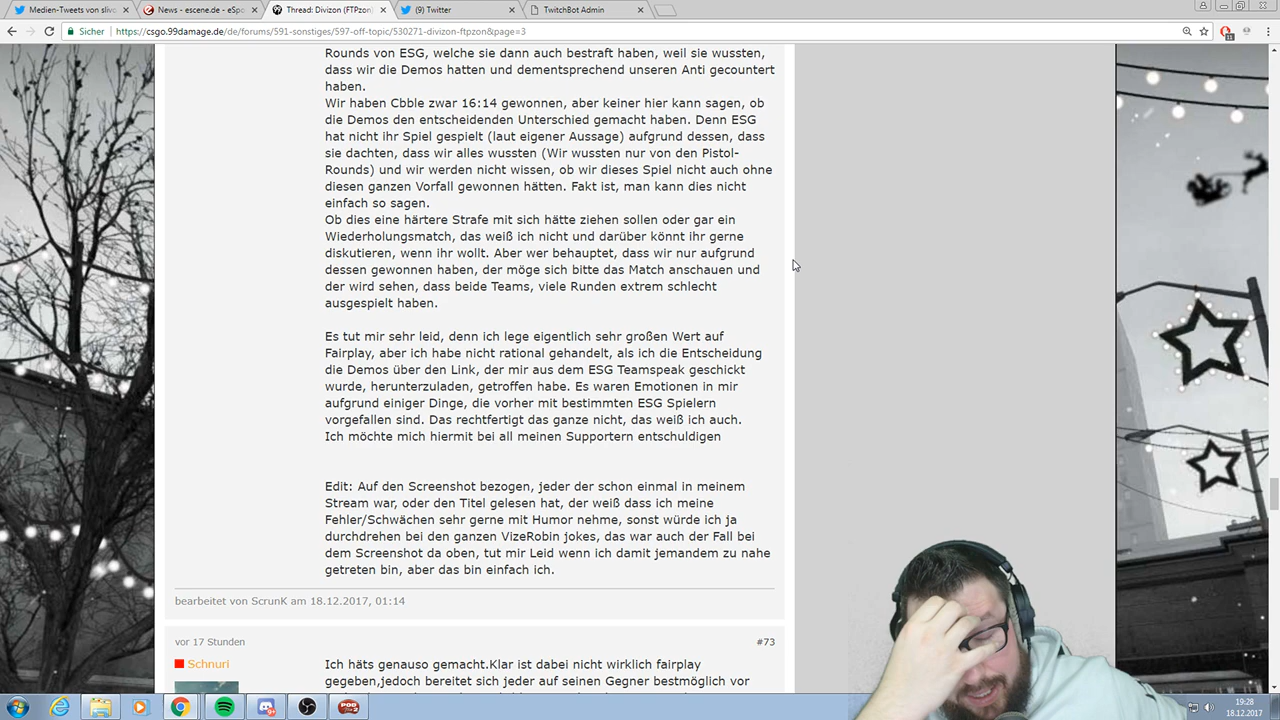 Medien-Tweets von slivo
News - escene.de - eSpo
Thread: Divizon (FTPzon)
(9) Twitter
TwitchBot Admin
Sicher
https://csgo.99damage.de/de/forums/591-sonstiges/597-off-topic/530271-divizon-ftpzon&page=3
11
Rounds von ESG, welche sie dann auch bestraft haben, weil sie wussten,
dass wir die Demos hatten und dementsprechend unseren Anti gecountert
haben.
Wir haben Cbble zwar 16:14 gewonnen, aber keiner hier kann sagen, ob
die Demos den entscheidenden Unterschied gemacht haben. Denn ESG
hat nicht ihr Spiel gespielt (laut eigener Aussage) aufgrund dessen, dass
sie dachten, dass wir alles wussten (Wir wussten nur von den Pistol-
Rounds) und wir werden nicht wissen, ob wir dieses Spiel nicht auch ohne
diesen ganzen Vorfall gewonnen hätten. Fakt ist, man kann dies nicht
einfach so sagen.
Ob dies eine härtere Strafe mit sich hätte ziehen sollen oder gar ein
Wiederholungsmatch, das weiß ich nicht und darüber könnt ihr gerne
diskutieren, wenn ihr wollt. Aber wer behauptet, dass wir nur aufgrund
dessen gewonnen haben, der möge sich bitte das Match anschauen und
der wird sehen, dass beide Teams, viele Runden extrem schlecht
ausgespielt haben.
Es tut mir sehr leid, denn ich lege eigentlich sehr großen Wert auf
Fairplay, aber ich habe nicht rational gehandelt, als ich die Entscheidung
die Demos über den Link, der mir aus dem ESG Teamspeak geschickt
wurde, herunterzuladen, getroffen habe. Es waren Emotionen in mir
aufgrund einiger Dinge, die vorher mit bestimmten ESG Spielern
vorgefallen sind. Das rechtfertigt das ganze nicht, das weiß ich auch.
Ich möchte mich hiermit bei all meinen Supportern entschuldigen
Edit: Auf den Screenshot bezogen, jeder der schon einmal in meinem
Stream war, oder den Titel gelesen hat, der weiß dass ich meine
Fehler/Schwächen sehr gerne mit Humor nehme, sonst würde ich ja
durchdrehen bei den ganzen VizeRobin jokes, das war auch der Fall bei
dem Screenshot da oben, tut mir Leid wenn ich damit jemandem zu nahe
getreten bin, aber das bin einfach ich.
bearbeitet von ScrunK am 18.12.2017, 01:14
vor 17 Stunden
#73
Schnuri
Ich häts genauso gemacht.Klar ist dabei nicht wirklich fairplay
gegeben,jedoch bereitet sich jeder auf seinen Gegner bestmöglich vor
19:28
18.12.2017